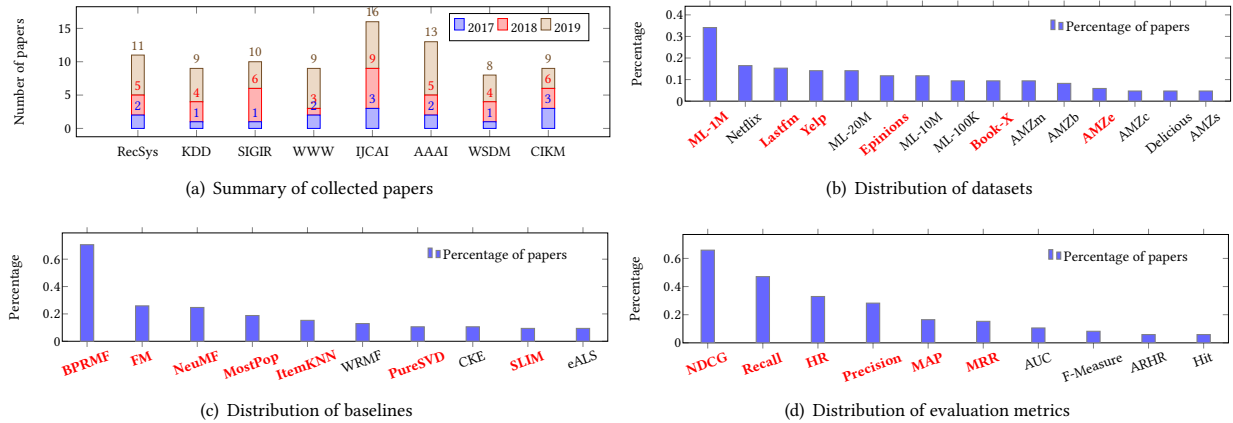 11
9
10
9
16
13
8
9
5
4
6
3
9
5
4
6
2
1
1
2
3
2
1
3
2017
2018
2019
Number of papers
15
10
5
0
RecSys
KDD
SIGIR
WWW
IJCAI
AAAI
WSDM
CIKM
(a) Summary of collected papers
Percentage of papers
Percentage
0.4
0.3
0.2
0.1
0
ML-1M
Netflix
Lastfm
Yelp
ML-20M
Epinions
ML-10M
ML-100K
Book-X
AMZm
AMZb
AMZe
AMZc
Delicious
AMZs
(b) Distribution of datasets
Percentage of papers
Percentage
0.6
0.4
0.2
0
BPRMF
FM
NeuMF
MostPop
ItemKNN
WRMF
PureSVD
CKE
SLIM
eALS
(c) Distribution of baselines
Percentage of papers
Percentage
0.6
0.4
0.2
0
NDCG
Recall
HR
Precision
MAP
MRR
AUC
F-Measure
ARHR
Hit
(d) Distribution of evaluation metrics